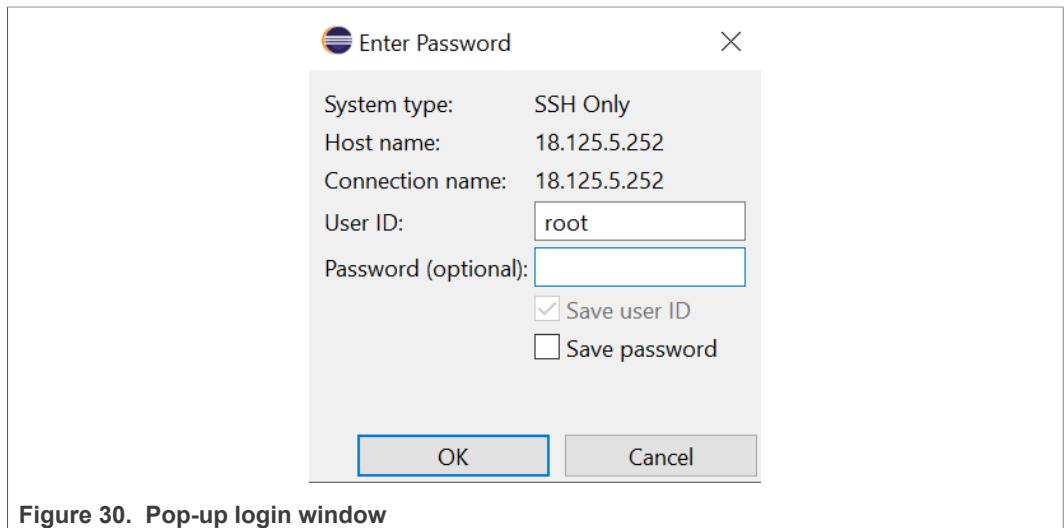 Enter Password
System type: SSH Only
Host name: 18.125.5.252
Connection name: 18.125.5.252
User ID: root
Password (optional):
Save user ID
Save password
OK Cancel
Figure 30. Pop-up login window